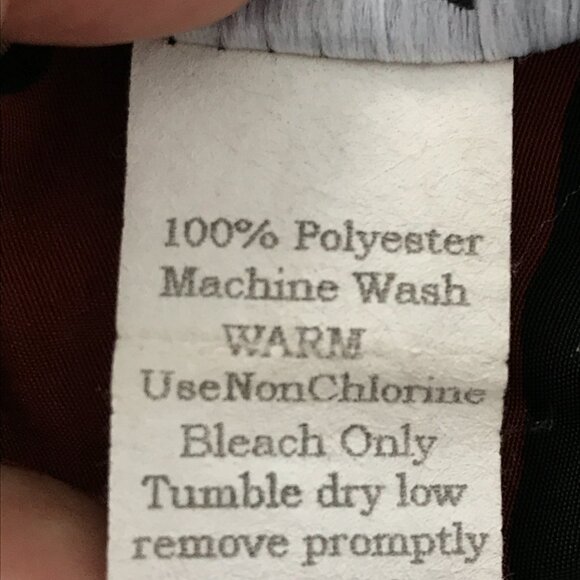 100% Polyester
Machine Wash
WARM
UseNonChlorine
Bleach Only
Tumble dry low
remove promptly